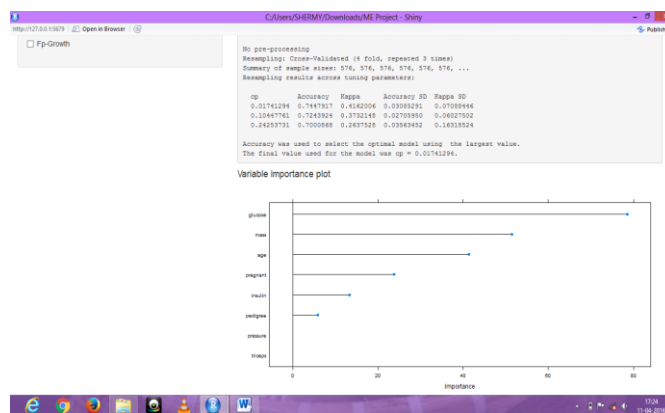 C:/Users/SHERMY/Downloads/ME Project - Shiny
http://127.0.0.1:5679 Open in Browser Publish
Fp-Growth
No pre-processing
Resampling: Cross-Validated (4 fold, repeated 3 times)
Summary of sample sizes: 576, 576, 576, 576, 576, 576, ...
Resampling results across tuning parameters:
cp Accuracy Kappa Accuracy SD Kappa SD
0.01741294 0.7447917 0.4162006 0.03085291 0.07088446
0.10447761 0.7243924 0.3732148 0.02705950 0.06027502
0.24253731 0.7000868 0.2637528 0.03563452 0.16318524
Accuracy was used to select the optimal model using the largest value.
The final value used for the model was cp = 0.01741294.
Variable importance plot
glucose
mass
age
pregnant
insulin
pedigree
pressure
triceps
0 20 40 60 80
Importance
17:24